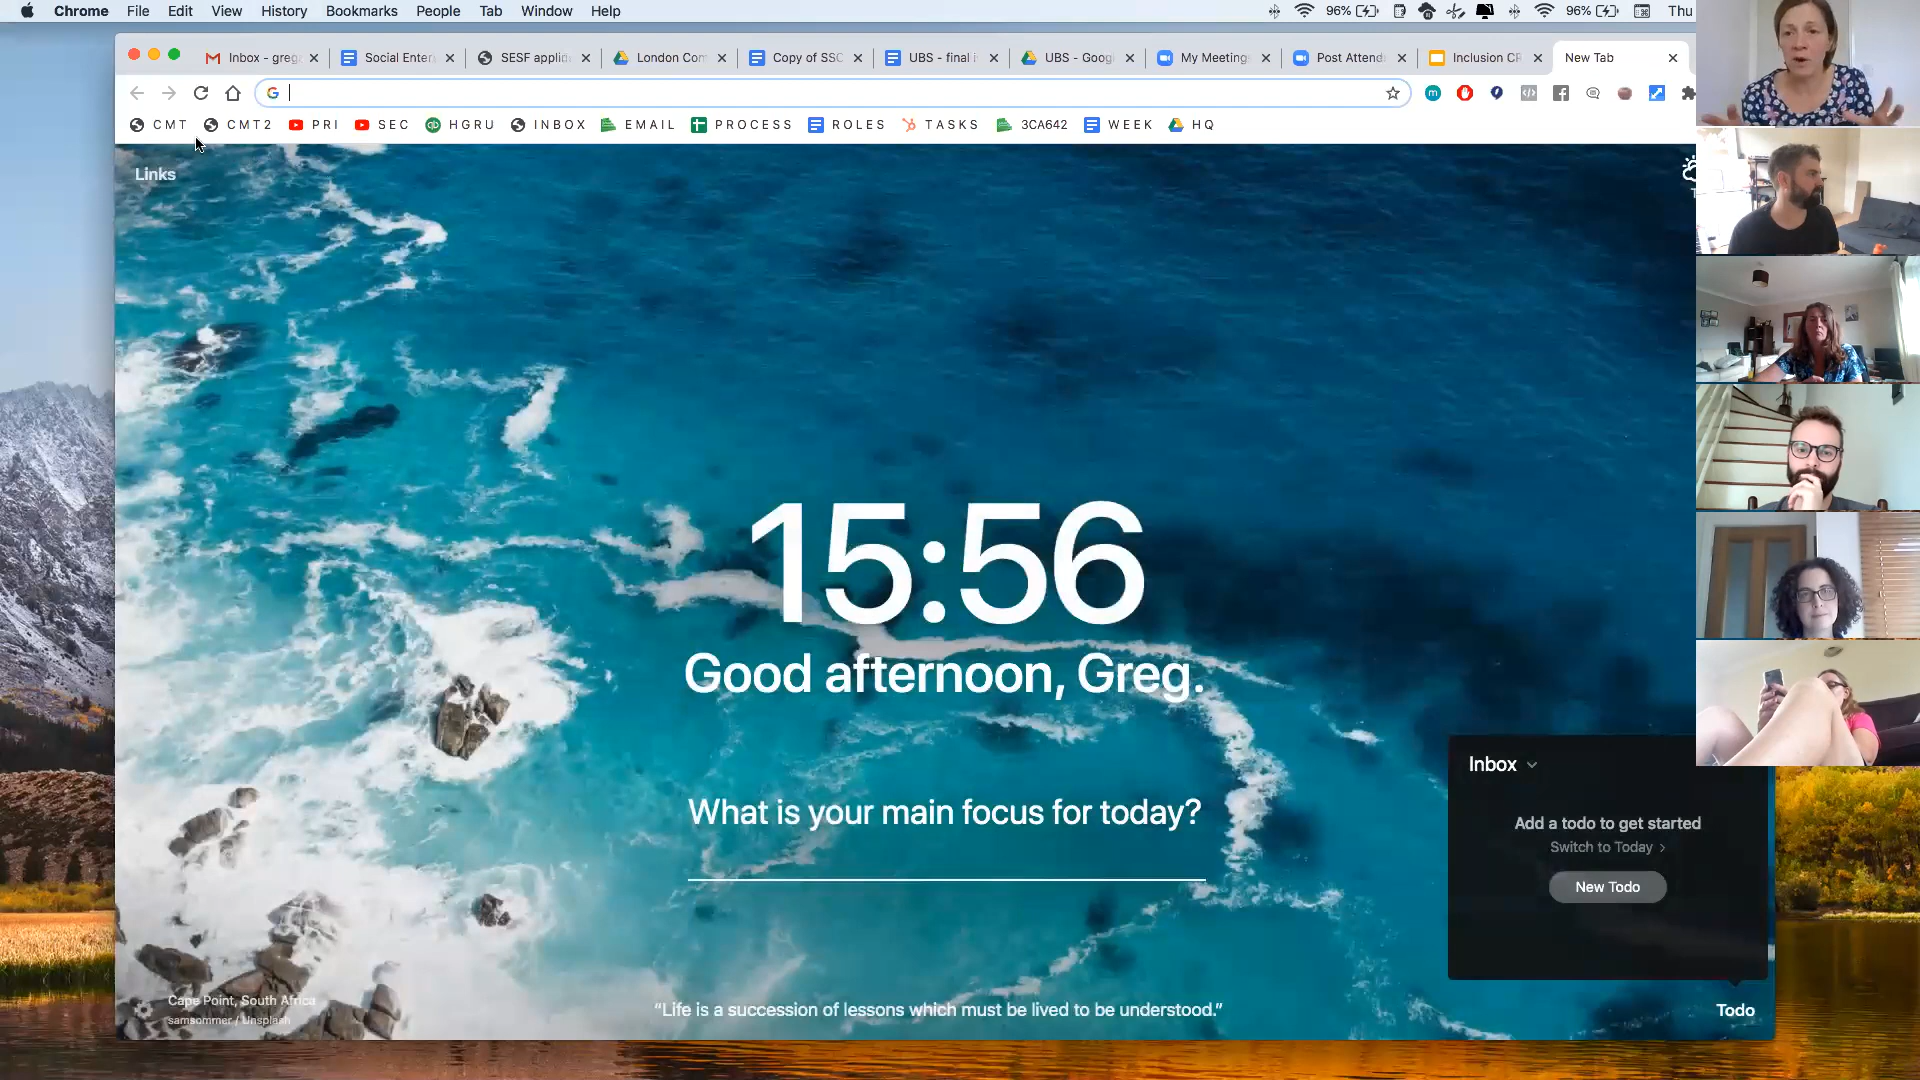 Chrome File Edit View History Bookmarks People Tab Window Help 96% 96% Thu
Inbox - greg Social Enter SESF applic London Com Copy of SSC UBS - final i UBS - Googl My Meeting Post Attend Inclusion CR New Tab
CMT CMT2 PRI SEC HGRU INBOX EMAIL PROCESS ROLES TASKS 3CA642 WEEK HQ
Links
15:56
Good afternoon, Greg.
What is your main focus for today?
Inbox
Add a todo to get started
Switch to Today
New Todo
Cape Point, South Africa
samsommer / Unsplash
“Life is a succession of lessons which must be lived to be understood.”
Todo